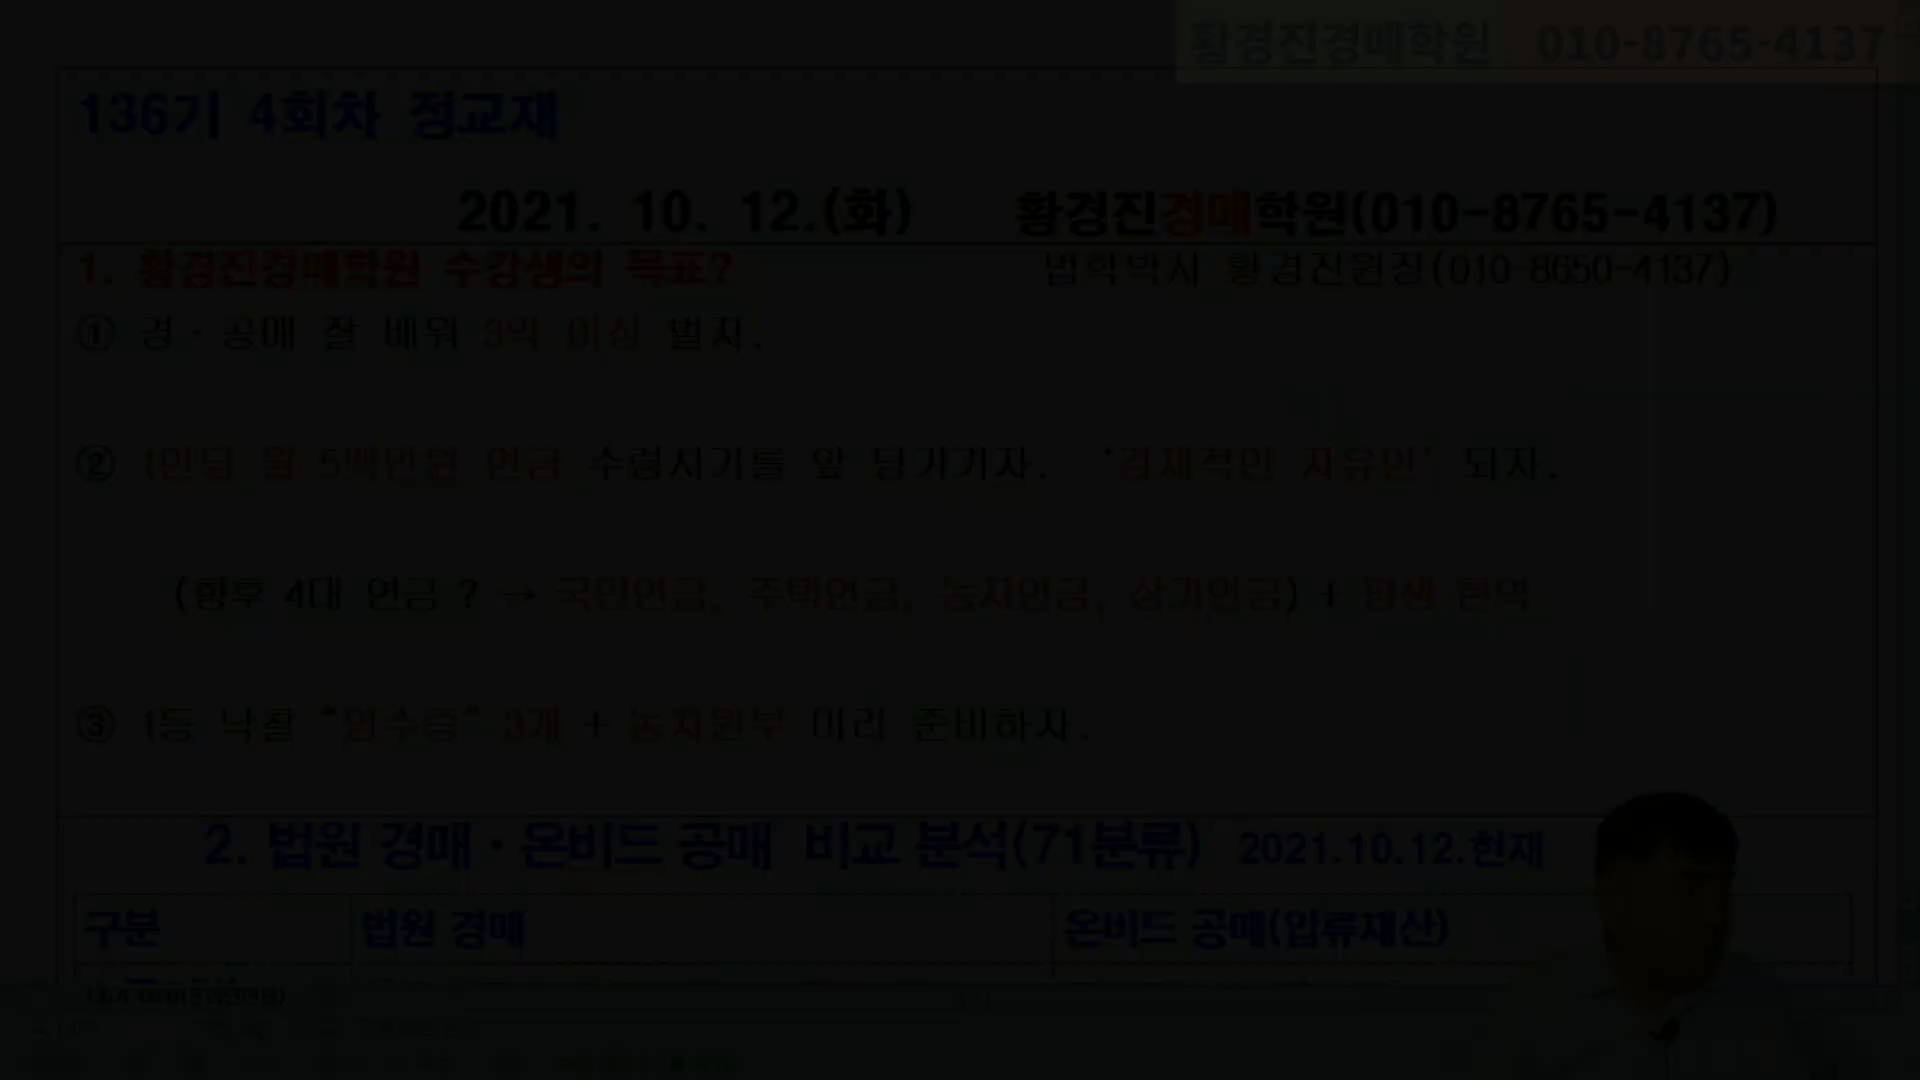 황경진경매학원 010-8765-4137
136기 4회차 정교재
2021. 10. 12.(화) 황경진경매학원(010-8765-4137)
1. 황경진경매학원 수강생의 목표? 법학박사 황경진원장(010-8650-4137)
① 경·공매 잘 배워 3억 이상 벌자.
② 1인당 월 5백만원 연금 수령시기를 앞 당기자. '경제적인 자유인' 되자.
(향후 4대 연금 ? → 국민연금, 주택연금, 농지연금, 상가연금) + 평생 현역
③ 1등 낙찰 "영수증" 3개 + 농지원부 미리 준비하자.
2. 법원 경매·온비드 공매 비교 분석(71분류) 2021.10.12.현재
구분 법원 경매 온비드 공매(압류재산)